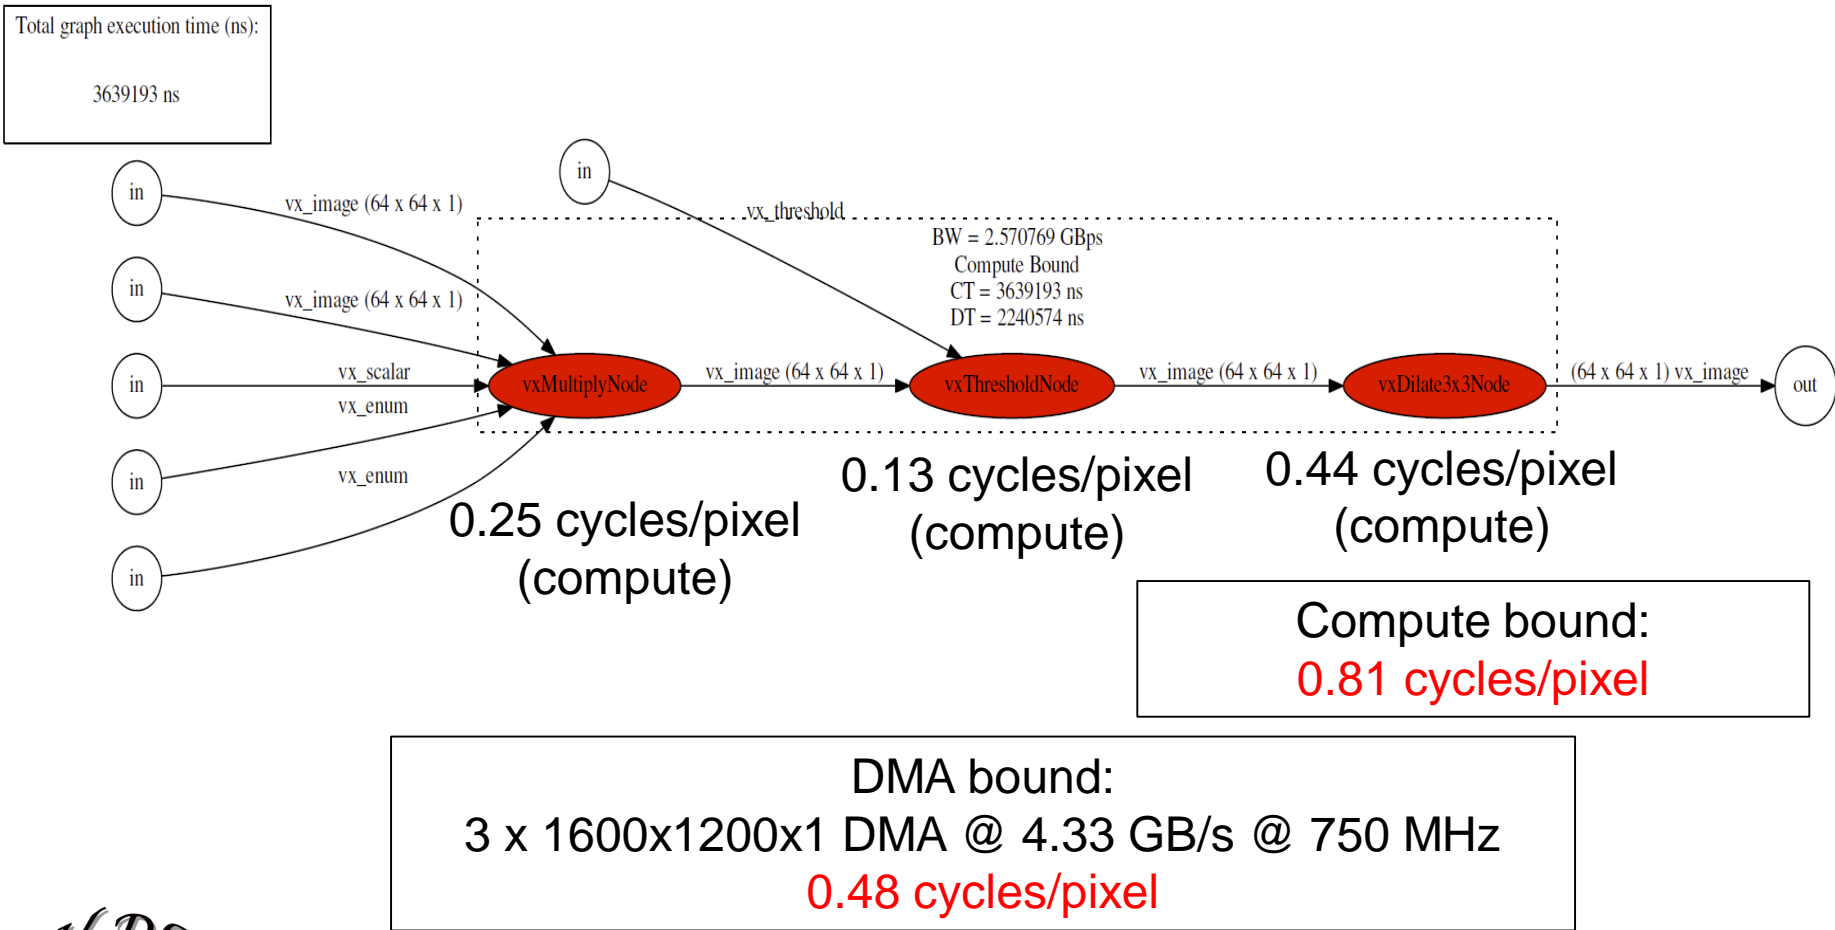 Total graph execution time (ns):
3639193 ns
in
in
in
in
in
in
vx_image (64 x 64 x 1)
vx_image (64 x 64 x 1)
vx_scalar
vx_enum
vx_enum
vx_threshold
BW = 2.570769 GBps
Compute Bound
CT = 3639193 ns
DT = 2240574 ns
vxMultiplyNode
vx_image (64 x 64 x 1)
vxThresholdNode
vx_image (64 x 64 x 1)
vxDilate3x3Node
(64 x 64 x 1) vx_image
out
0.25 cycles/pixel
(compute)
0.13 cycles/pixel
(compute)
0.44 cycles/pixel
(compute)
Compute bound:
0.81 cycles/pixel
DMA bound:
3 x 1600x1200x1 DMA @ 4.33 GB/s @ 750 MHz
0.48 cycles/pixel